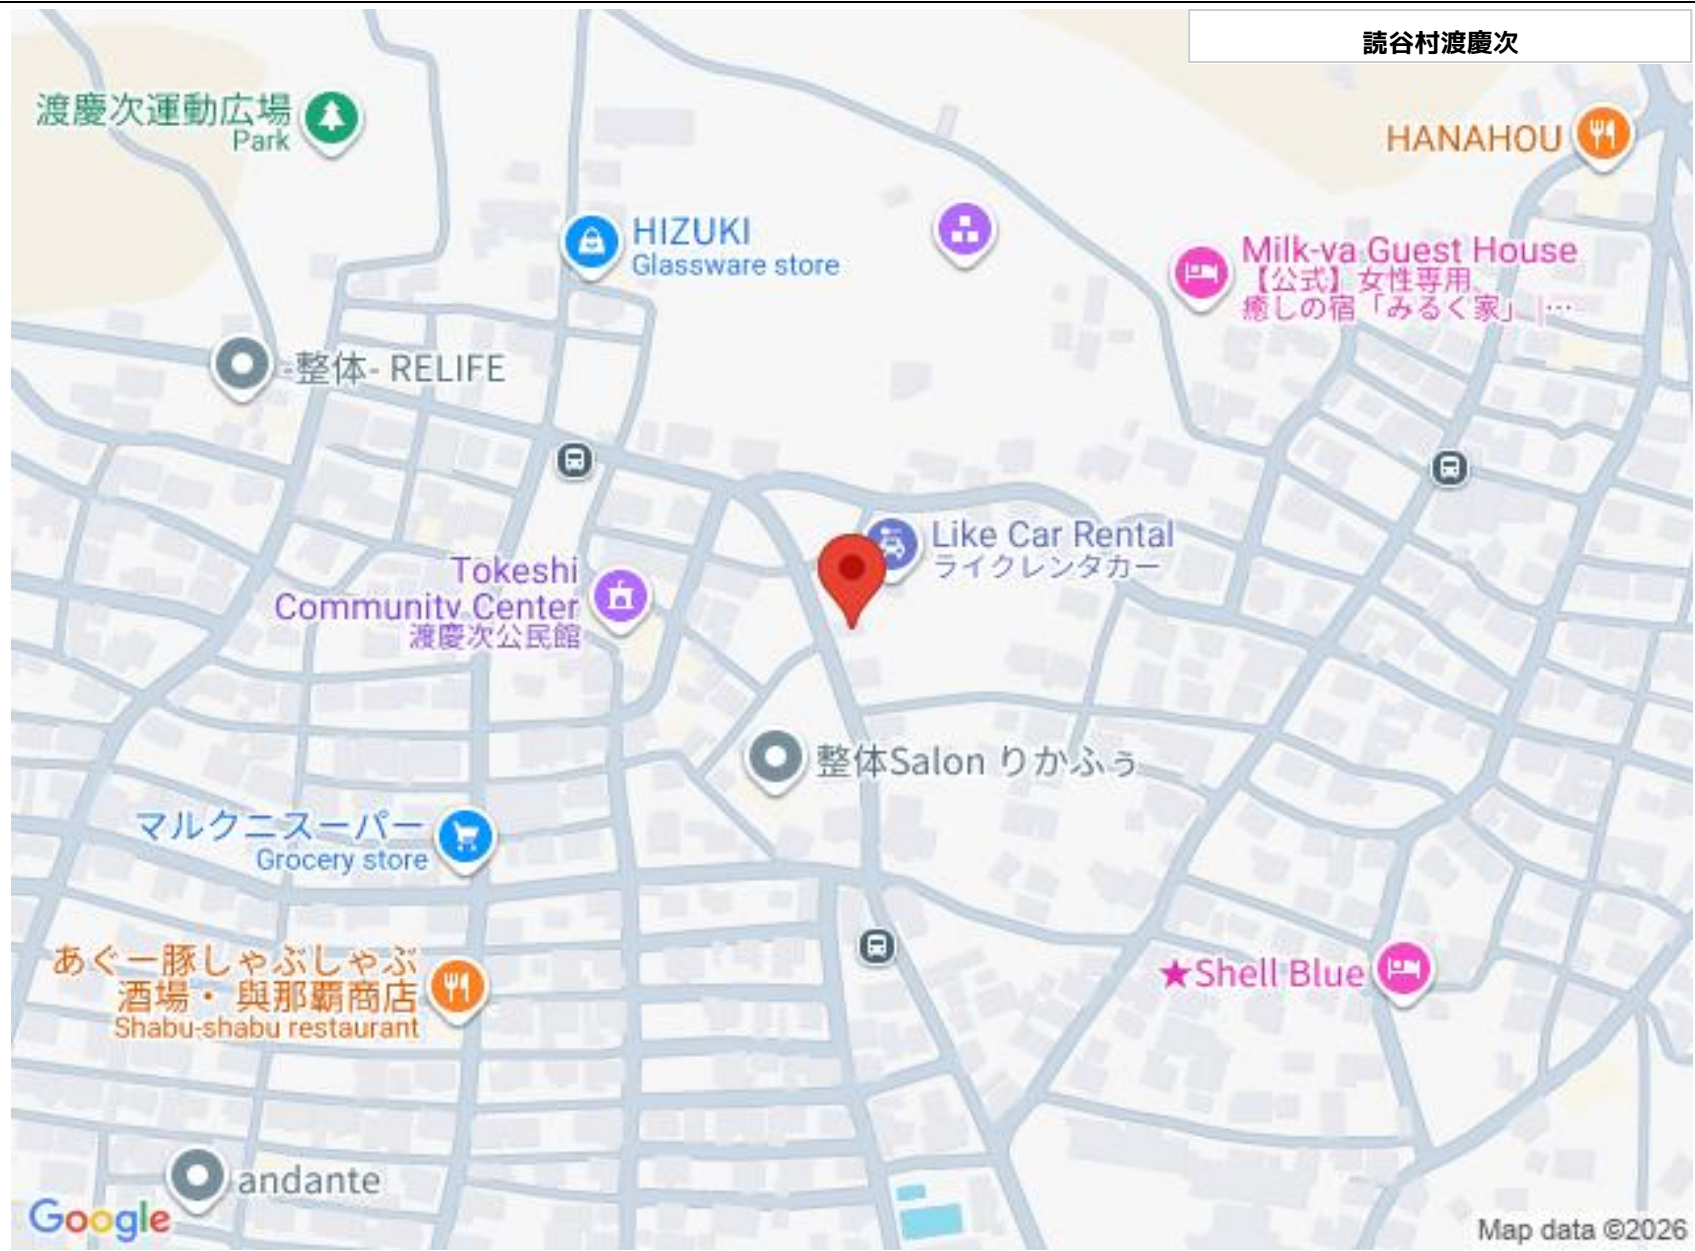 読谷村渡慶次
渡慶次運動広場
Park
HANAHOU
HIZUKI
Glassware store
Milk-va Guest House
【公式】女性専用、
癒しの宿「みるく家」 |…
-整体- RELIFE
Like Car Rental
ライクレンタカー
Tokeshi
Community Center
渡慶次公民館
整体Salon りかふぅ
マルクニスーパー
Grocery store
あぐー豚しゃぶしゃぶ
酒場・ 與那覇商店
Shabu-shabu restaurant
★Shell Blue
andante
Google
Map data ©2026